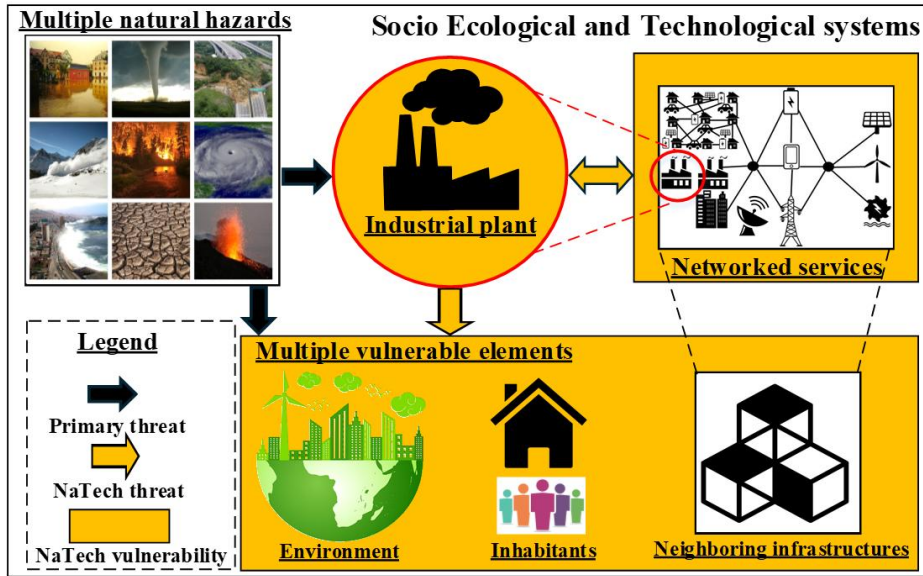 Multiple natural hazards
Socio Ecological and Technological systems
Industrial plant
Networked services
Legend
Primary threat
NaTech threat
NaTech vulnerability
Multiple vulnerable elements
Environment
Inhabitants
Neighboring infrastructures